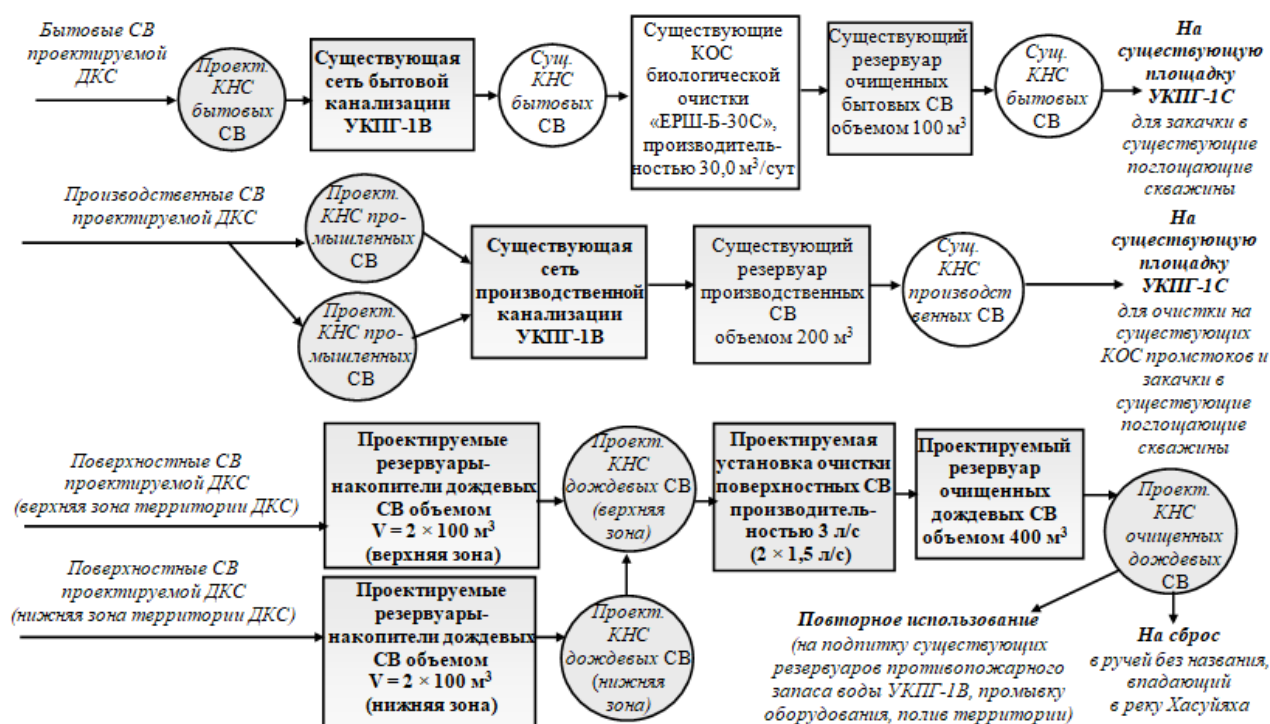 Бытовые СВ
проектируемой
ДКС
Проект.
КНС
бытовых
СВ
Существующая
сеть бытовой
канализации
УКПГ-1В
Сущ.
КНС
бытовых
СВ
Существующие
КОС
биологической
очистки
«ЕРШ-Б-30С»,
производитель-
ностью 30,0 м³/сут
Существующий
резервуар
очищенных
бытовых СВ
объемом 100 м³
Сущ.
КНС
бытовых
СВ
На
существующую
площадку
УКПГ-1С
для закачки в
существующие
поглощающие
скважины
Производственные СВ
проектируемой ДКС
Проект.
КНС про-
мышленных
СВ
Проект.
КНС про-
мышленных
СВ
Существующая
сеть
производственной
канализации
УКПГ-1В
Существующий
резервуар
производственных
СВ
объемом 200 м³
Сущ.
КНС
производст
венных СВ
На
существующую
площадку
УКПГ-1С
для очистки на
существующих
КОС промстоков и
закачки в
существующие
поглощающие
скважины
Поверхностные СВ
проектируемой ДКС
(верхняя зона территории ДКС)
Проектируемые
резервуары-
накопители дождевых
СВ объемом
V = 2 × 100 м³
(верхняя зона)
Проект.
КНС
дождевых СВ
(верхняя
зона)
Проектируемая
установка очистки
поверхностных СВ
производитель-
ностью 3 л/с
(2 × 1,5 л/с)
Проектируемый
резервуар
очищенных
дождевых СВ
объемом 400 м³
Проект.
КНС
очищенных
дождевых
СВ
Поверхностные СВ
проектируемой ДКС
(нижняя зона территории ДКС)
Проектируемые
резервуары-
накопители дождевых
СВ объемом
V = 2 × 100 м³
(нижняя зона)
Проект.
КНС
дождевых СВ
(нижняя
зона)
Повторное использование
(на подпитку существующих
резервуаров противопожарного
запаса воды УКПГ-1В, промывку
оборудования, полив территории)
На сброс
в ручей без названия,
впадающий
в реку Хасуйяха